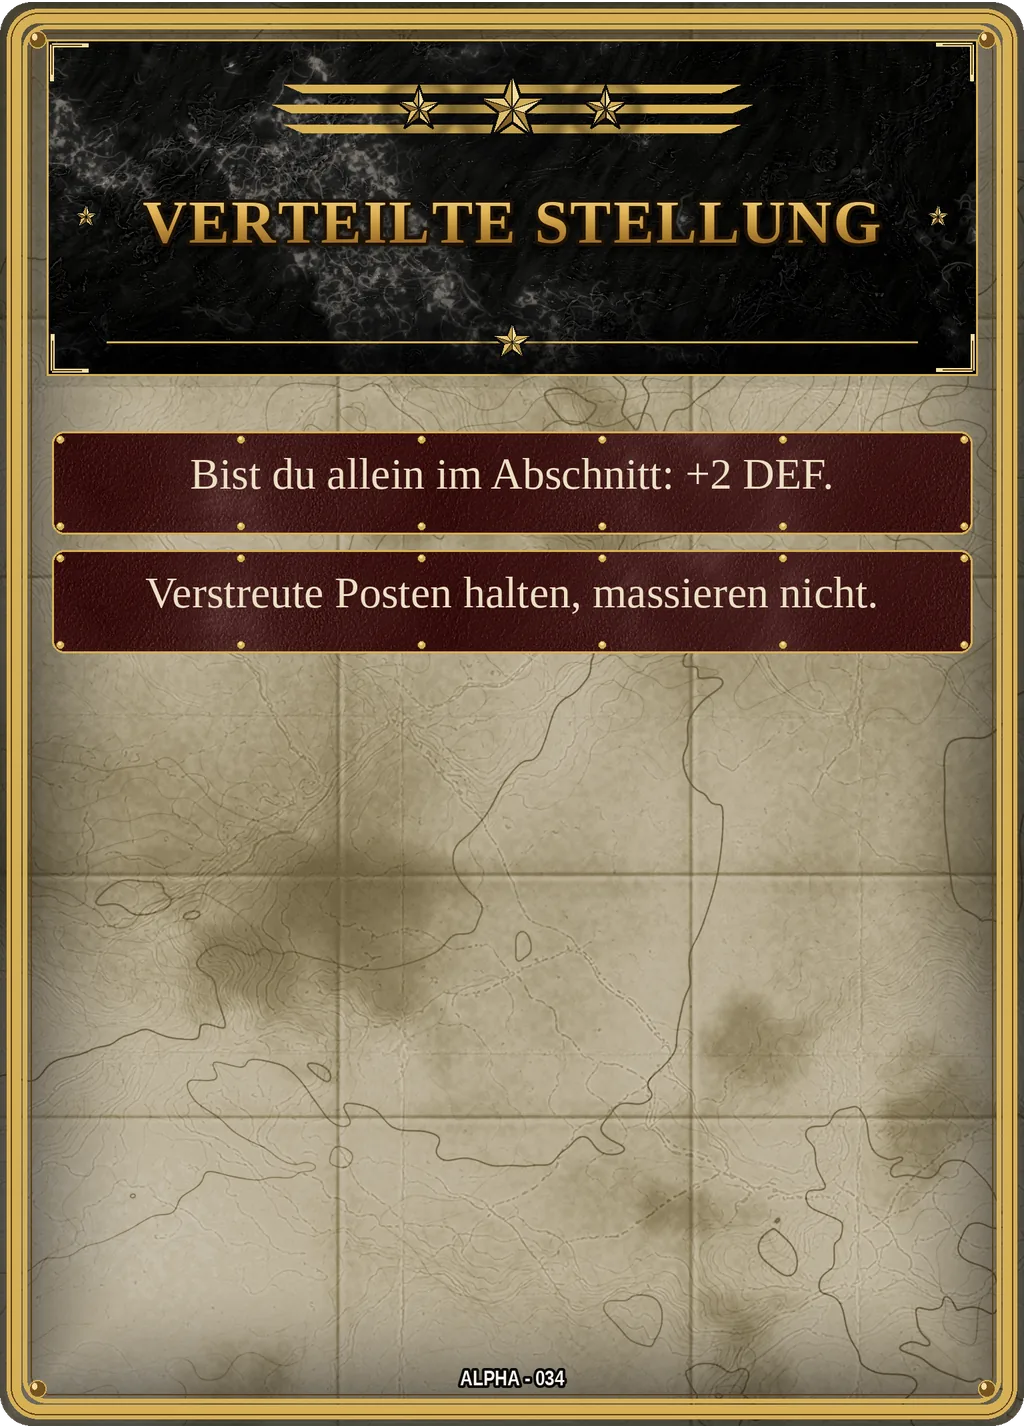 VERTEILTE STELLUNG
Bist du allein im Abschnitt: +2 DEF.
Verstreute Posten halten, massieren nicht.
ALPHA - 034